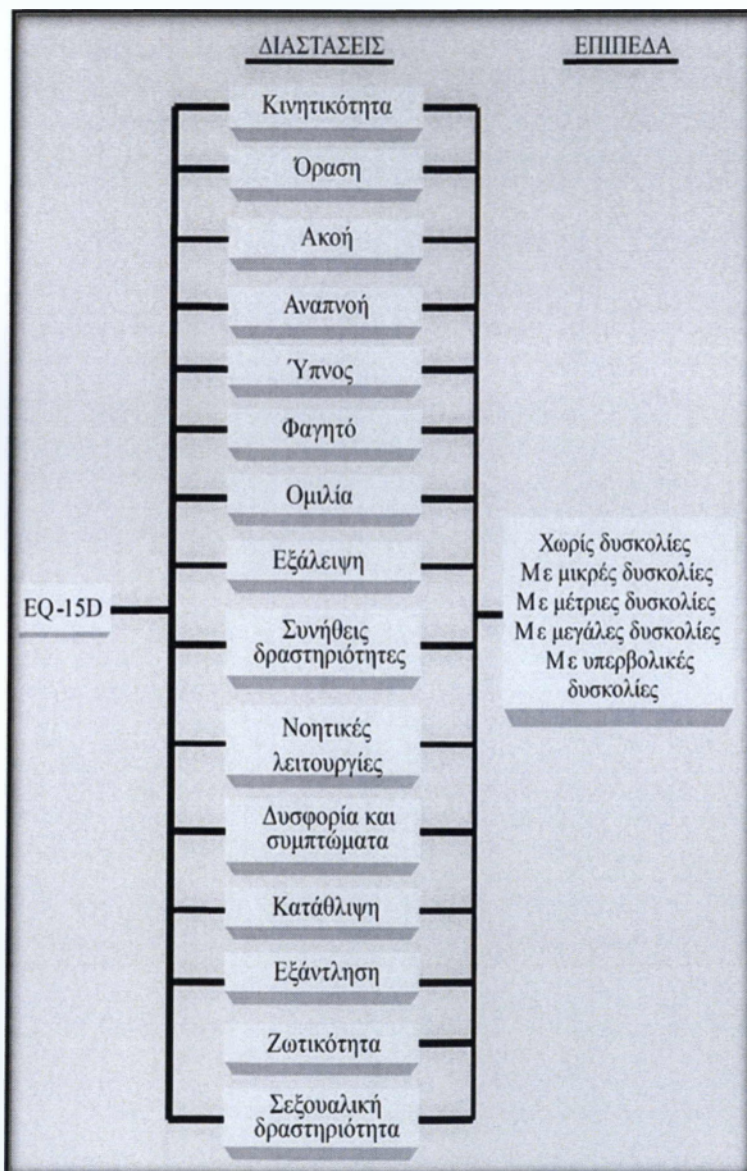 ΔΙΑΣΤΑΣΕΙΣ
ΕΠΙΠΕΔΑ
Κινητικότητα
Όραση
Ακοή
Αναπνοή
Ύπνος
Φαγητό
Ομιλία
Εξάλειψη
Συνήθεις
δραστηριότητες
Νοητικές
λειτουργίες
Δυσφορία και
συμπτώματα
Κατάθλιψη
Εξάντληση
Ζωτικότητα
Σεξουαλική
δραστηριότητα
EQ-15D
Χωρίς δυσκολίες
Με μικρές δυσκολίες
Με μέτριες δυσκολίες
Με μεγάλες δυσκολίες
Με υπερβολικές
δυσκολίες